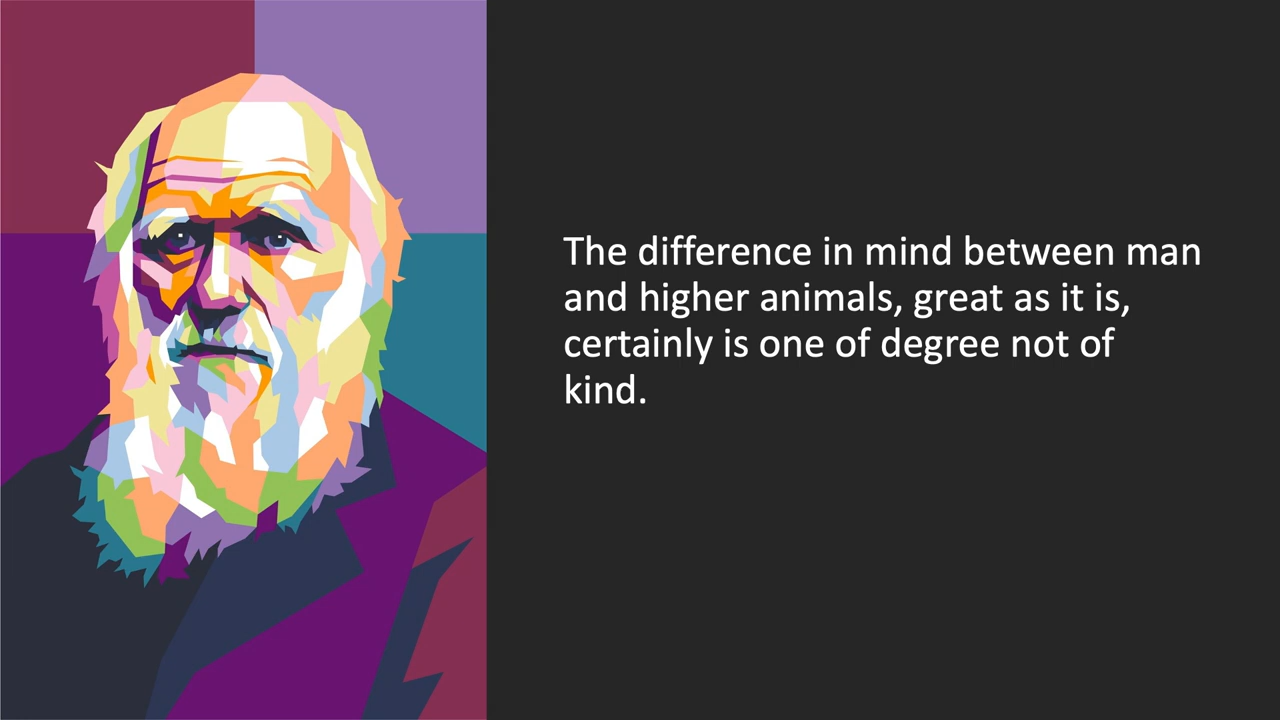 The difference in mind between man
and higher animals, great as it is,
certainly is one of degree not of
kind.